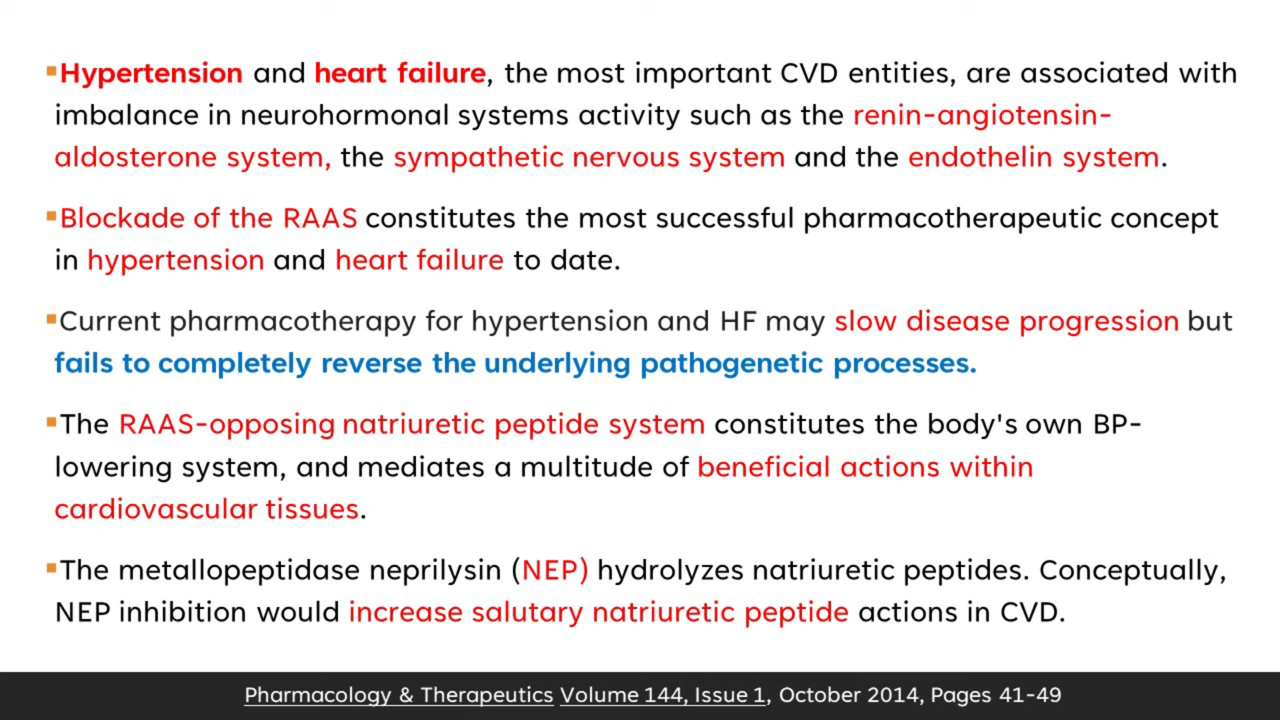 ▪Hypertension and heart failure, the most important CVD entities, are associated with
imbalance in neurohormonal systems activity such as the renin-angiotensin-
aldosterone system, the sympathetic nervous system and the endothelin system.
▪Blockade of the RAAS constitutes the most successful pharmacotherapeutic concept
in hypertension and heart failure to date.
▪Current pharmacotherapy for hypertension and HF may slow disease progression but
fails to completely reverse the underlying pathogenetic processes.
▪The RAAS-opposing natriuretic peptide system constitutes the body's own BP-
lowering system, and mediates a multitude of beneficial actions within
cardiovascular tissues.
▪The metallopeptidase neprilysin (NEP) hydrolyzes natriuretic peptides. Conceptually,
NEP inhibition would increase salutary natriuretic peptide actions in CVD.
Pharmacology & Therapeutics Volume 144, Issue 1, October 2014, Pages 41-49